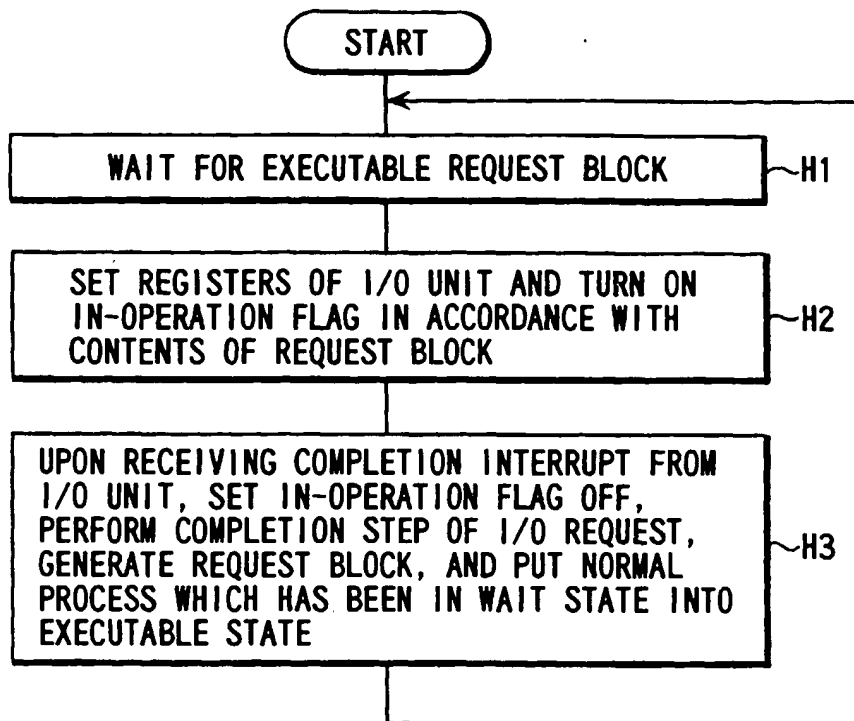 START
WAIT FOR EXECUTABLE REQUEST BLOCK
H1
SET REGISTERS OF I/O UNIT AND TURN ON
IN-OPERATION FLAG IN ACCORDANCE WITH
CONTENTS OF REQUEST BLOCK
H2
UPON RECEIVING COMPLETION INTERRUPT FROM
I/O UNIT, SET IN-OPERATION FLAG OFF,
PERFORM COMPLETION STEP OF I/O REQUEST,
GENERATE REQUEST BLOCK, AND PUT NORMAL
PROCESS WHICH HAS BEEN IN WAIT STATE INTO
EXECUTABLE STATE
H3